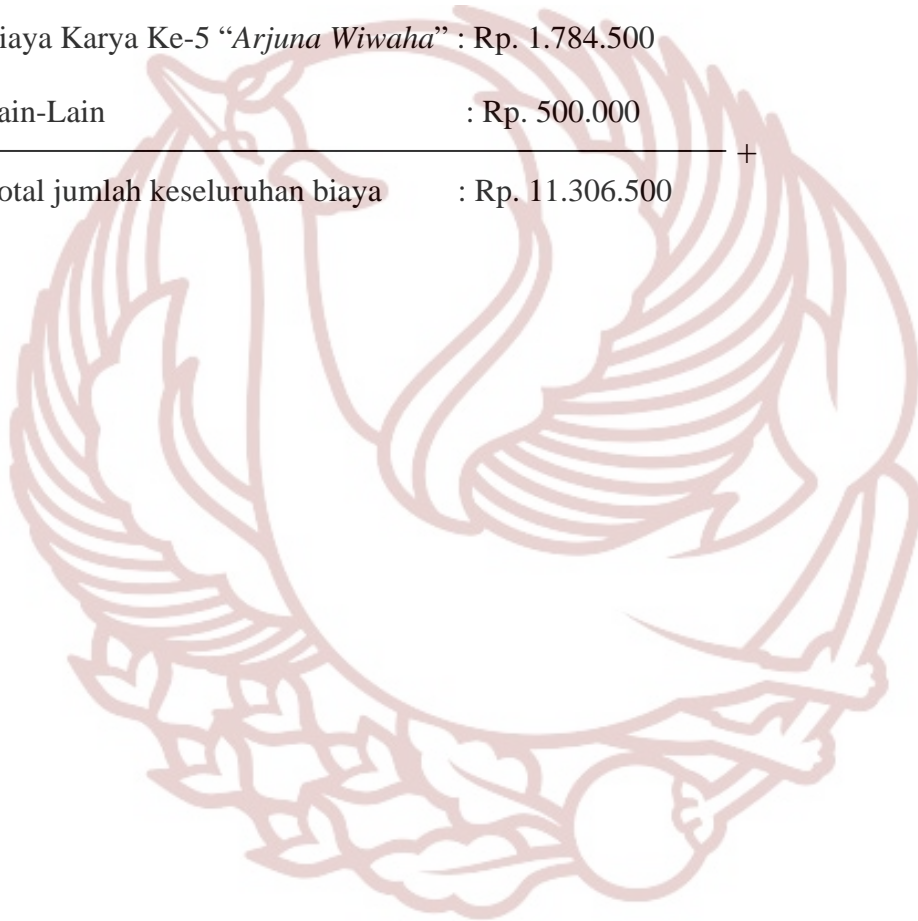 iaya Karya Ke-5 “Arjuna Wiwaha” : Rp. 1.784.500
ain-Lain : Rp. 500.000
+
otal jumlah keseluruhan biaya : Rp. 11.306.500